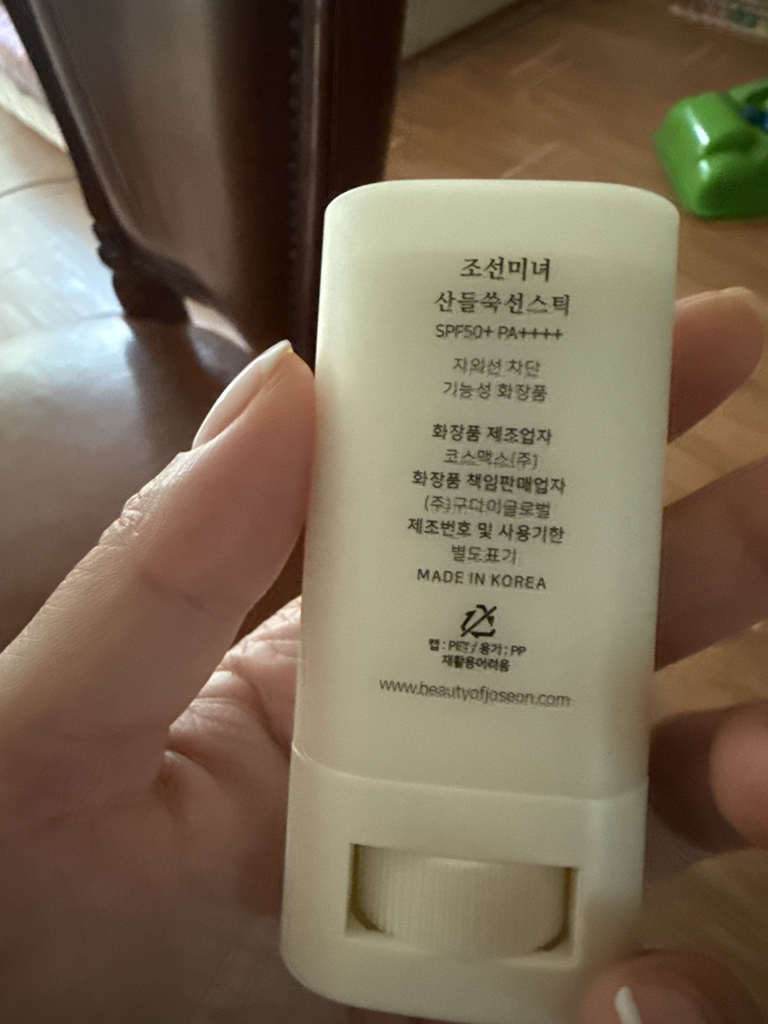 조선미녀
산들쑥선스틱
SPF50+ PA++++
자외선 차단
기능성 화장품
화장품 제조업자
코스맥스(주)
화장품 책임판매업자
(주)구다이글로벌
제조번호 및 사용기한
별도표기
MADE IN KOREA
캡 : PET / 용기 : PP
재활용어려움
www.beautyofjoseon.com